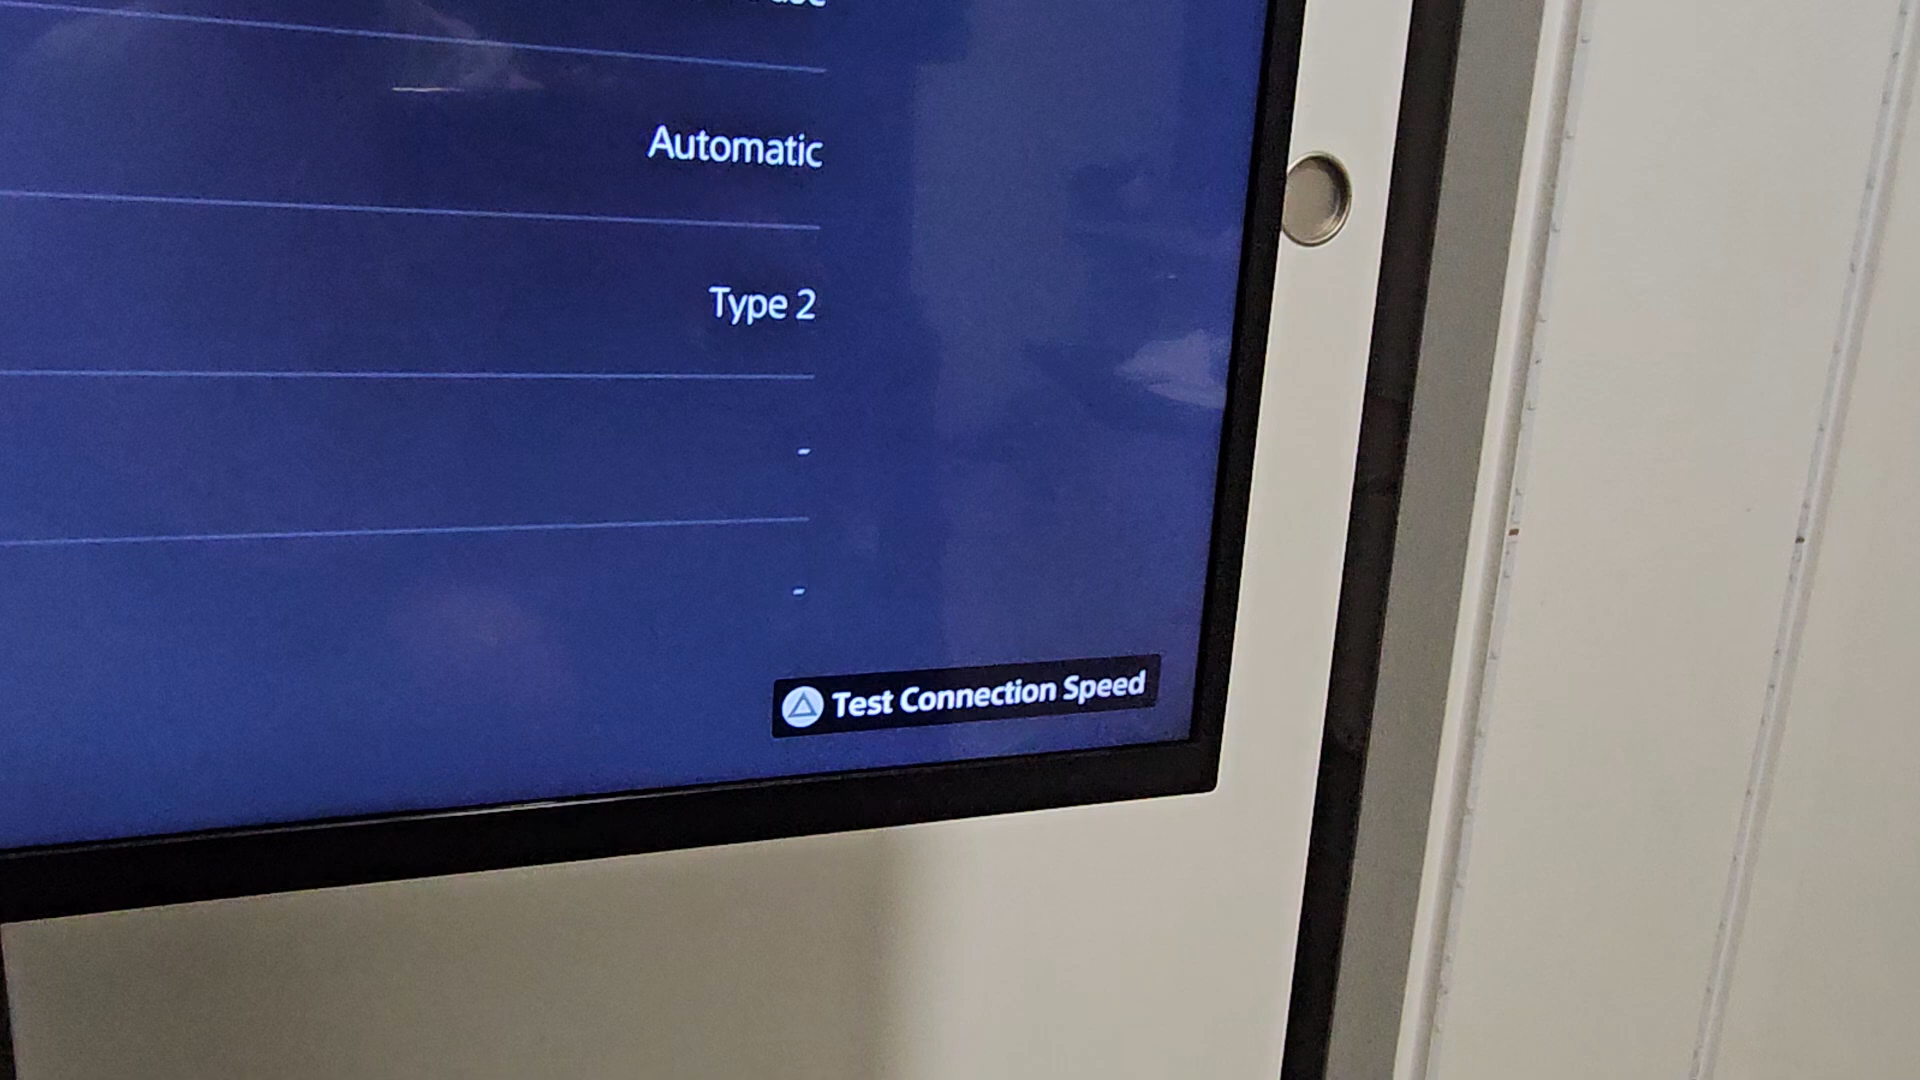 Automatic
Type 2
-
-
Test Connection Speed